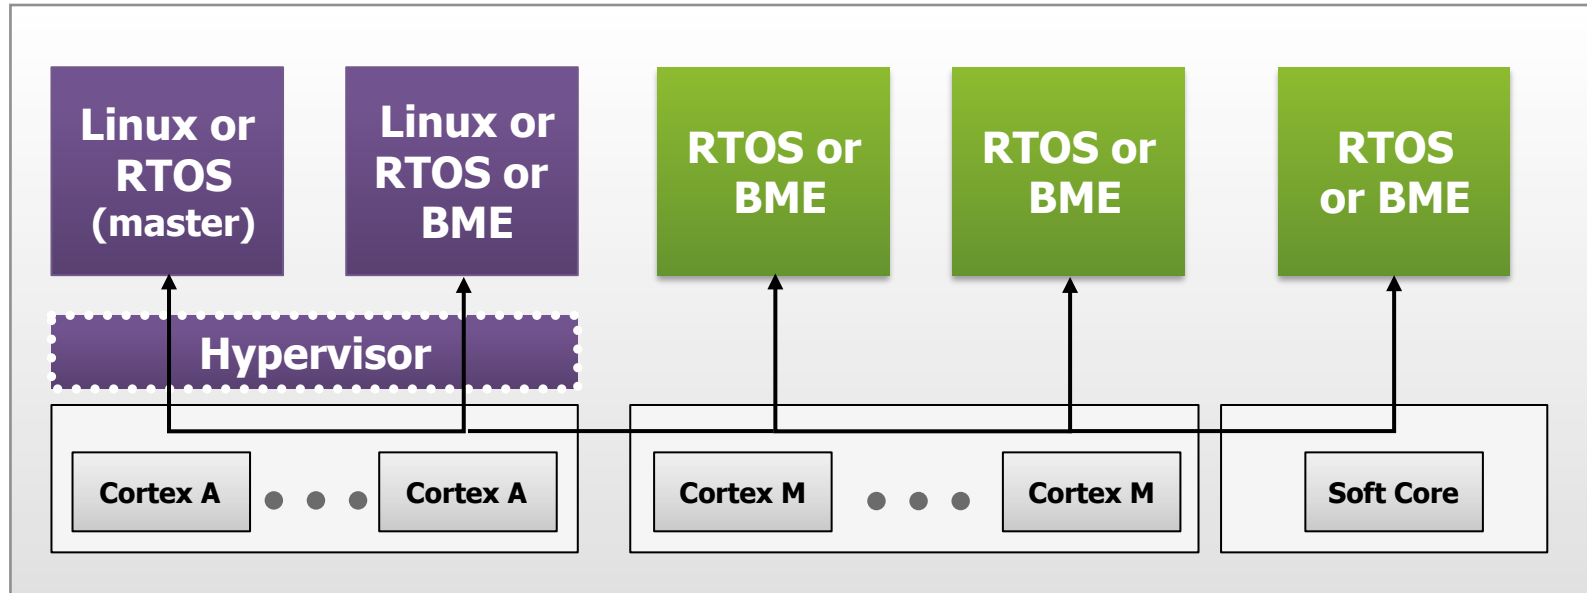 Linux or
RTOS
(master)
Linux or
RTOS or
BME
RTOS or
BME
RTOS or
BME
RTOS
or BME
Hypervisor
Cortex A
Cortex A
Cortex M
Cortex M
Soft Core